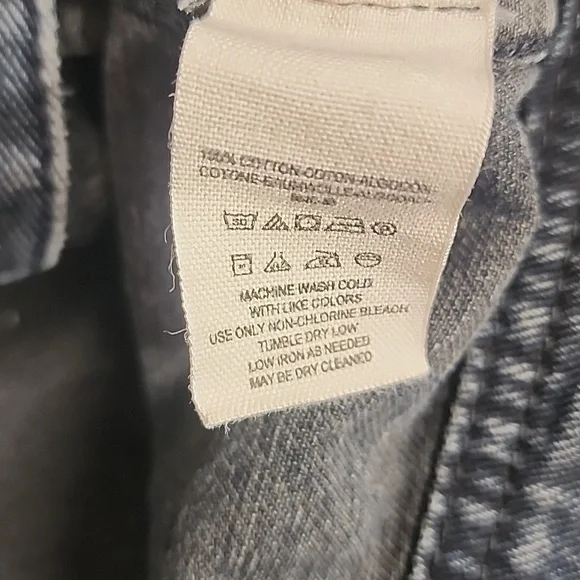 100% COTTON-COTON-ALGODON
COTONE-
30
MACHINE WASH COLD
WITH LIKE COLORS
USE ONLY NON-CHLORINE BLEACH
TUMBLE DRY LOW
LOW IRON AS NEEDED
MAY BE DRY CLEANED